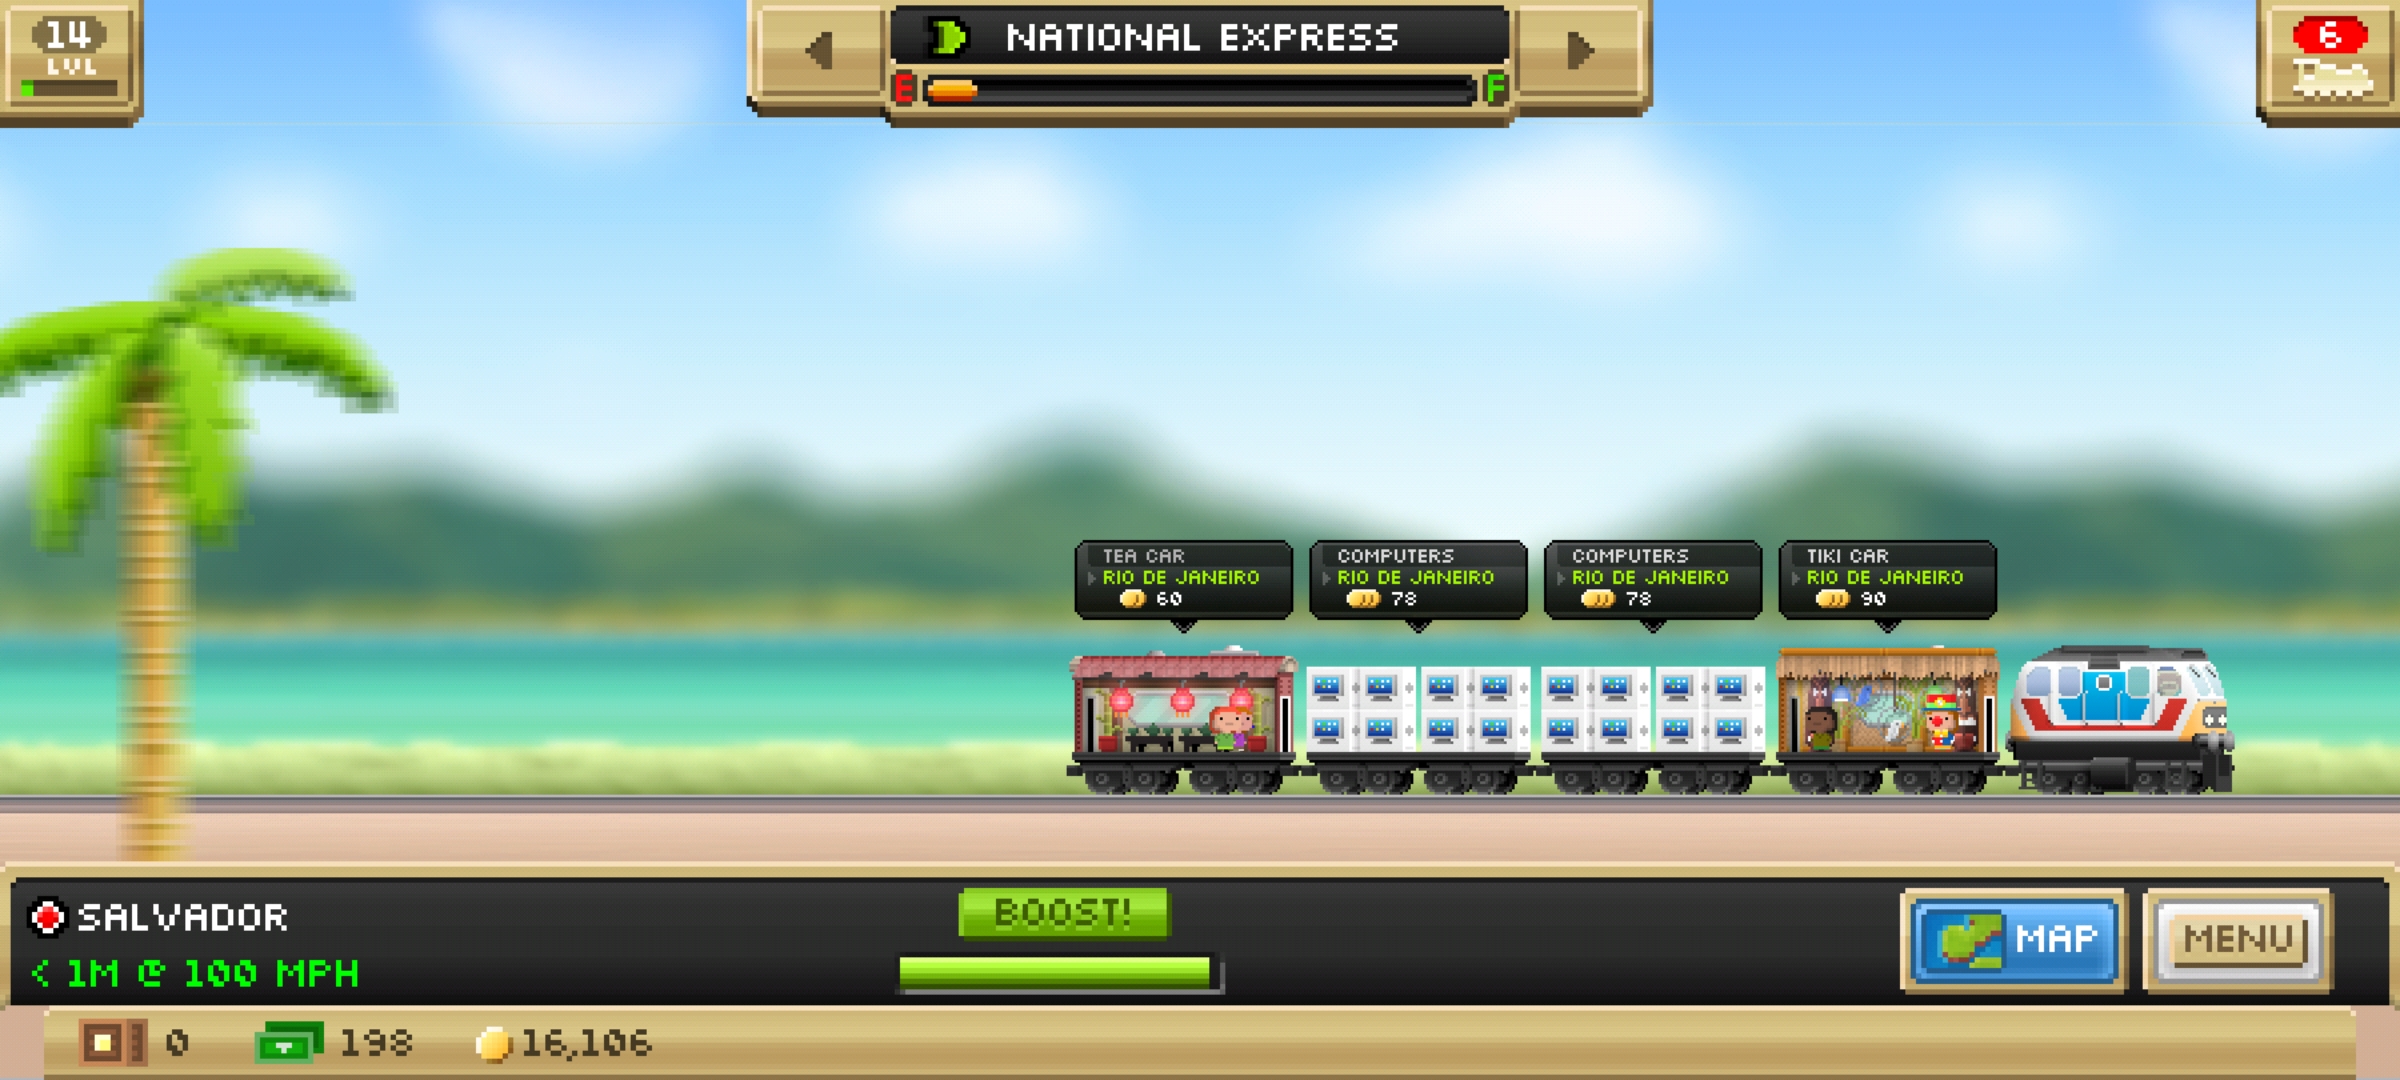 14
LVL
NATIONAL EXPRESS
E
F
6
TEA CAR
RIO DE JANEIRO
60
COMPUTERS
RIO DE JANEIRO
78
COMPUTERS
RIO DE JANEIRO
78
TIKI CAR
RIO DE JANEIRO
90
SALVADOR
< 1M @ 100 MPH
BOOST!
MAP
MENU
0
198
16,106